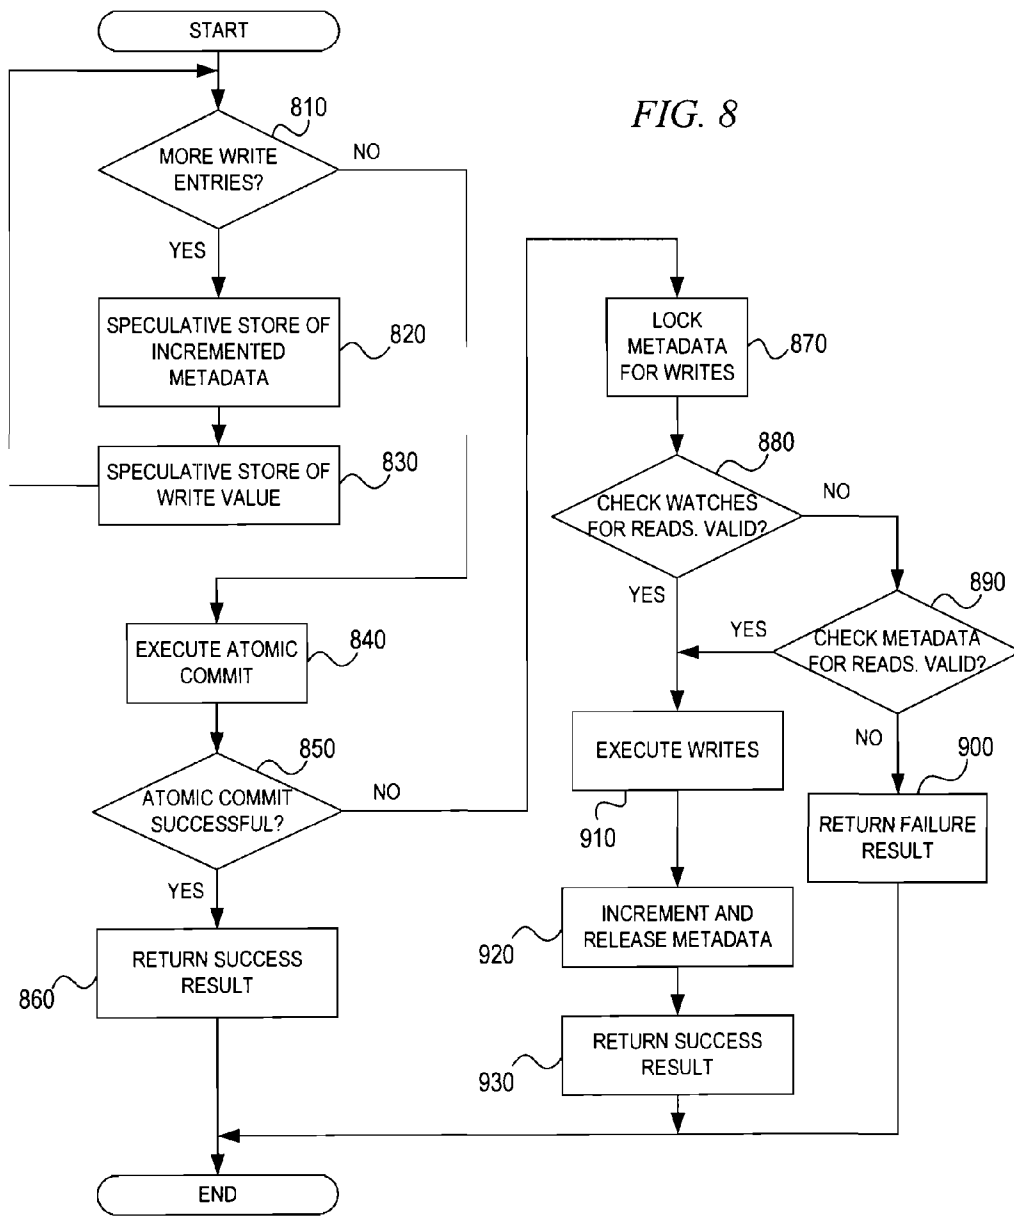 START
FIG. 8
810
MORE WRITE
ENTRIES?
NO
YES
SPECULATIVE STORE OF
INCREMENTED
METADATA
820
SPECULATIVE STORE OF
WRITE VALUE
830
EXECUTE ATOMIC
COMMIT
840
850
ATOMIC COMMIT
SUCCESSFUL?
NO
YES
RETURN SUCCESS
RESULT
860
LOCK
METADATA
FOR WRITES
870
880
CHECK WATCHES
FOR READS. VALID?
NO
YES
890
CHECK METADATA
FOR READS. VALID?
YES
NO
900
RETURN FAILURE
RESULT
EXECUTE WRITES
910
INCREMENT AND
RELEASE METADATA
920
RETURN SUCCESS
RESULT
930
END